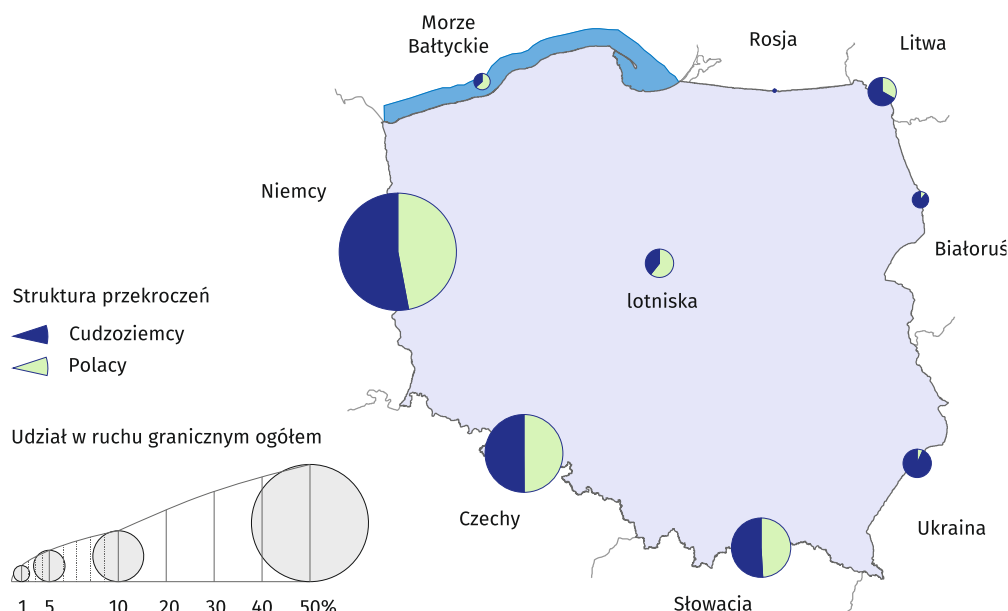 Morze
Bałtyckie
Rosja
Litwa
Niemcy
Białoruś
lotniska
Struktura przekroczeń
Cudzoziemcy
Polacy
Udział w ruchu granicznym ogółem
Czechy
Ukraina
Słowacja
1 5 10 20 30 40 50%